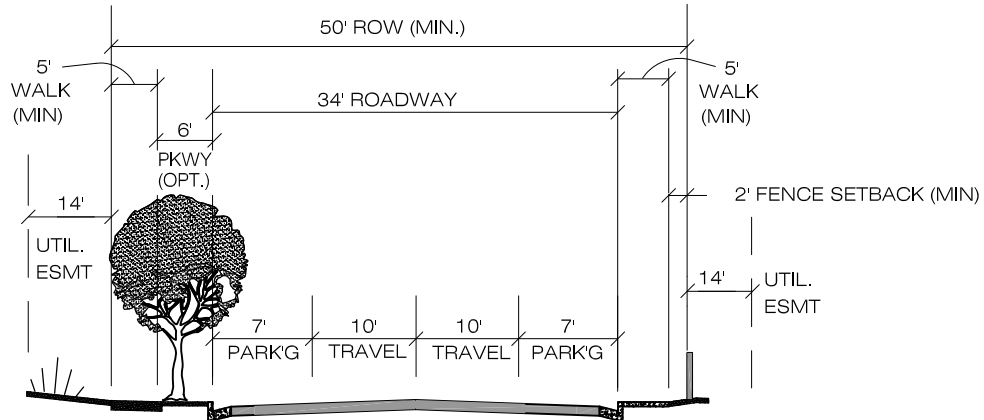 50' ROW (MIN.)
5'
WALK
(MIN)
5'
WALK
(MIN)
34' ROADWAY
6'
PKWY
(OPT.)
2' FENCE SETBACK (MIN)
14'
UTIL.
ESMT
14'
UTIL.
ESMT
7'
PARK'G
10'
TRAVEL
10'
TRAVEL
7'
PARK'G